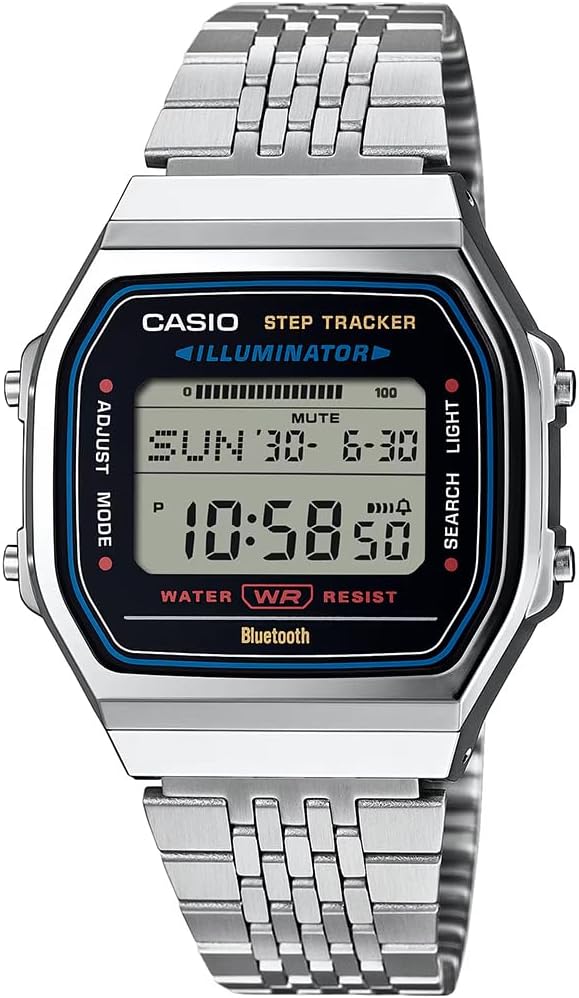 CASIO STEP TRACKER
ILLUMINATOR
0 100
MUTE
SUN '30- 6-30
P 10:58 50
ADJUST MODE
SEARCH LIGHT
WATER WR RESIST
Bluetooth